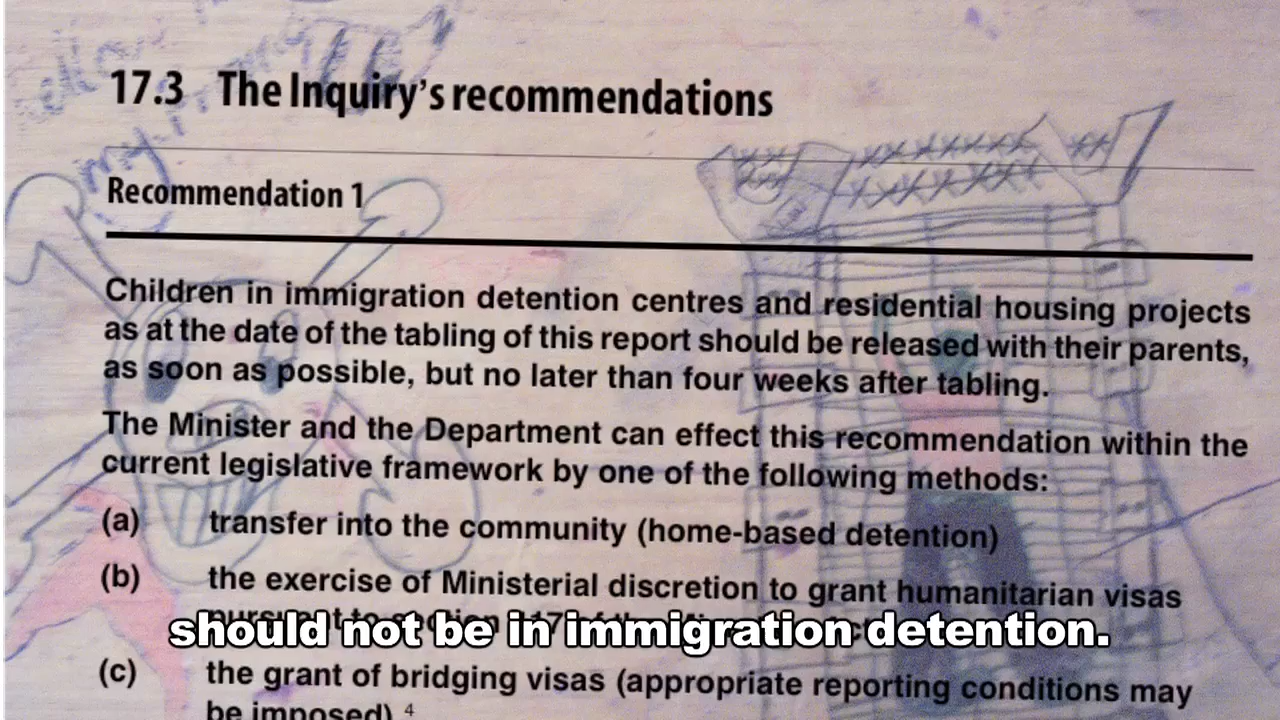 17.3 The Inquiry's recommendations
Recommendation 1
Children in immigration detention centres and residential housing projects
as at the date of the tabling of this report should be released with their parents,
as soon as possible, but no later than four weeks after tabling.
The Minister and the Department can effect this recommendation within the
current legislative framework by one of the following methods:
(a) transfer into the community (home-based detention)
(b) the exercise of Ministerial discretion to grant humanitarian visas
should not be in immigration detention.
(c) the grant of bridging visas (appropriate reporting conditions may
be imposed) 4